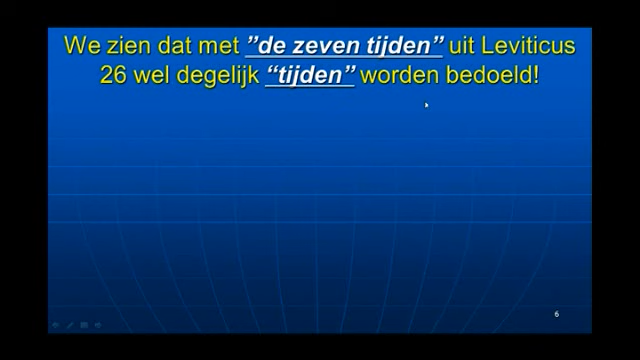 We zien dat met ”de zeven tijden” uit Leviticus
26 wel degelijk “tijden” worden bedoeld!
6